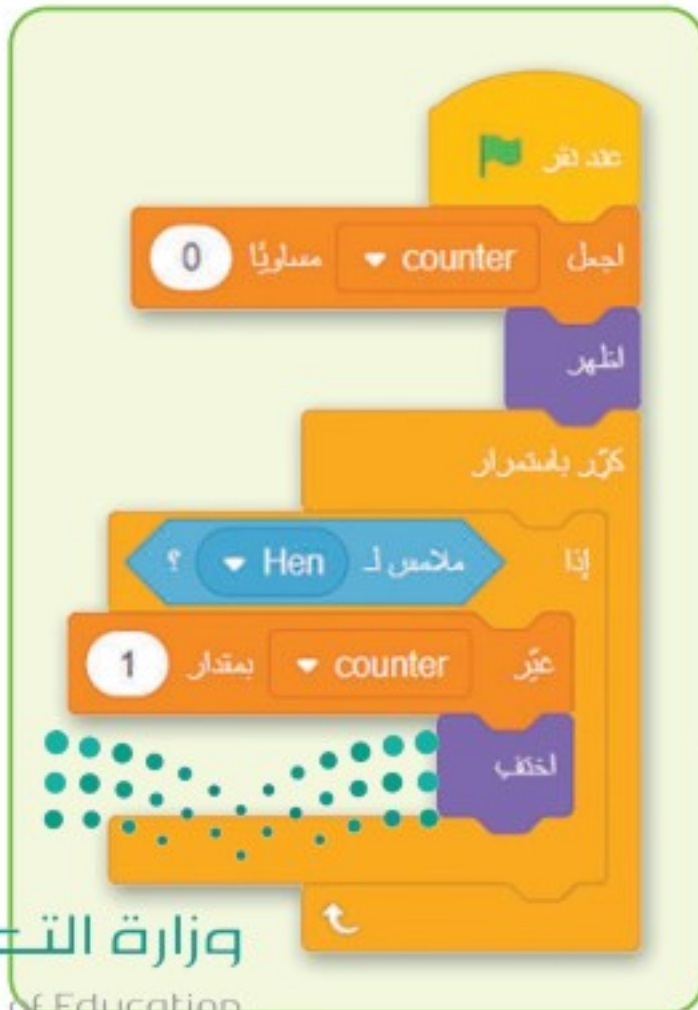 عند نقر
اجعل counter مساويًا 0
اظهر
كرّر باستمرار
إذا ملامس لـ Hen ؟
غيّر counter بمقدار 1
اختفِ
وزارة التـ
of Education